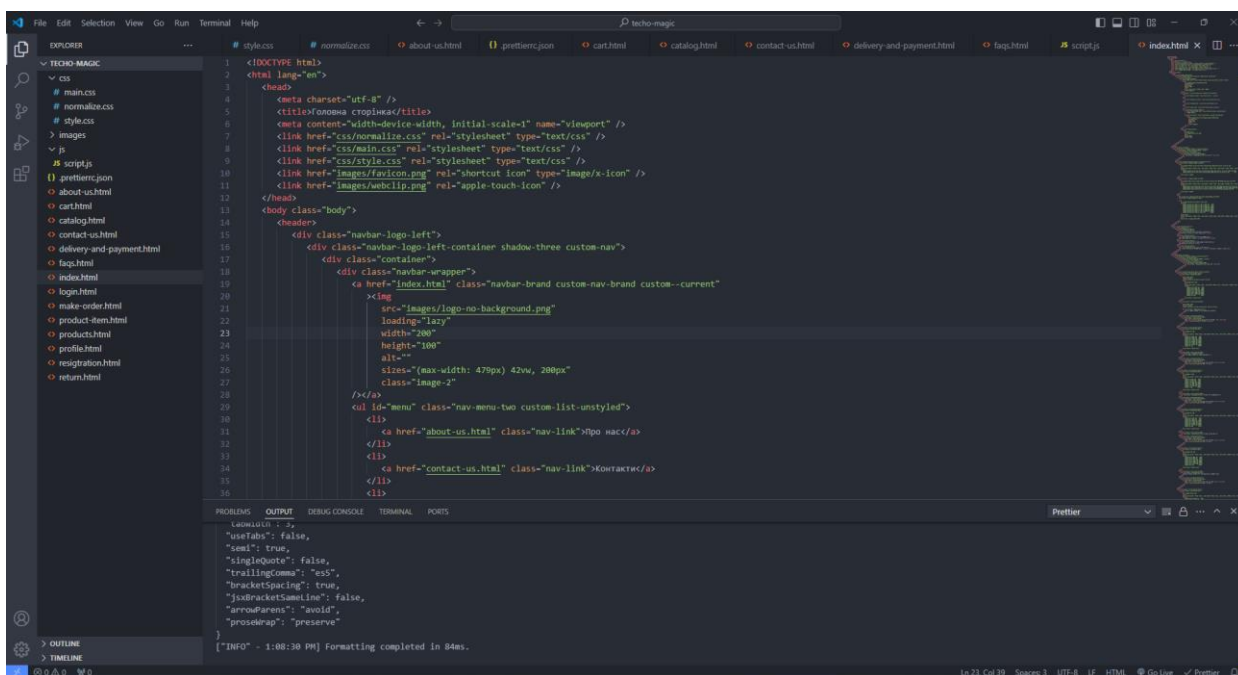 File Edit Selection View Go Run Terminal Help
techo-magic
EXPLORER
TECHO-MAGIC
css
main.css
normalize.css
style.css
images
js
script.js
.prettierrc.json
about-us.html
cart.html
catalog.html
contact-us.html
delivery-and-payment.html
faqs.html
index.html
login.html
make-order.html
product-item.html
products.html
profile.html
resigtration.html
return.html
OUTLINE
TIMELINE
style.css normalize.css about-us.html .prettierrc.json cart.html catalog.html contact-us.html delivery-and-payment.html faqs.html script.js index.html
1 <!DOCTYPE html>
2 <html lang="en">
3 <head>
4 <meta charset="utf-8" />
5 <title>Головна сторінка</title>
6 <meta content="width=device-width, initial-scale=1" name="viewport" />
7 <link href="css/normalize.css" rel="stylesheet" type="text/css" />
8 <link href="css/main.css" rel="stylesheet" type="text/css" />
9 <link href="css/style.css" rel="stylesheet" type="text/css" />
10 <link href="images/favicon.png" rel="shortcut icon" type="image/x-icon" />
11 <link href="images/webclip.png" rel="apple-touch-icon" />
12 </head>
13 <body class="body">
14 <header>
15 <div class="navbar-logo-left">
16 <div class="navbar-logo-left-container shadow-three custom-nav">
17 <div class="container">
18 <div class="navbar-wrapper">
19 <a href="index.html" class="navbar-brand custom-nav-brand custom--current"
20 ><img
21 src="images/logo-no-background.png"
22 loading="lazy"
23 width="200"
24 height="100"
25 alt=""
26 sizes="(max-width: 479px) 42vw, 200px"
27 class="image-2"
28 /></a>
29 <ul id="menu" class="nav-menu-two custom-list-unstyled">
30 <li>
31 <a href="about-us.html" class="nav-link">Про нас</a>
32 </li>
33 <li>
34 <a href="contact-us.html" class="nav-link">Контакти</a>
35 </li>
36 <li>
PROBLEMS OUTPUT DEBUG CONSOLE TERMINAL PORTS Prettier
"tabWidth": 3,
"useTabs": false,
"semi": true,
"singleQuote": false,
"trailingComma": "es5",
"bracketSpacing": true,
"jsxBracketSameLine": false,
"arrowParens": "avoid",
"proseWrap": "preserve"
}
["INFO" - 1:08:30 PM] Formatting completed in 84ms.
0 0 0 Ln 23, Col 39 Spaces: 3 UTF-8 LF HTML Go Live Prettier